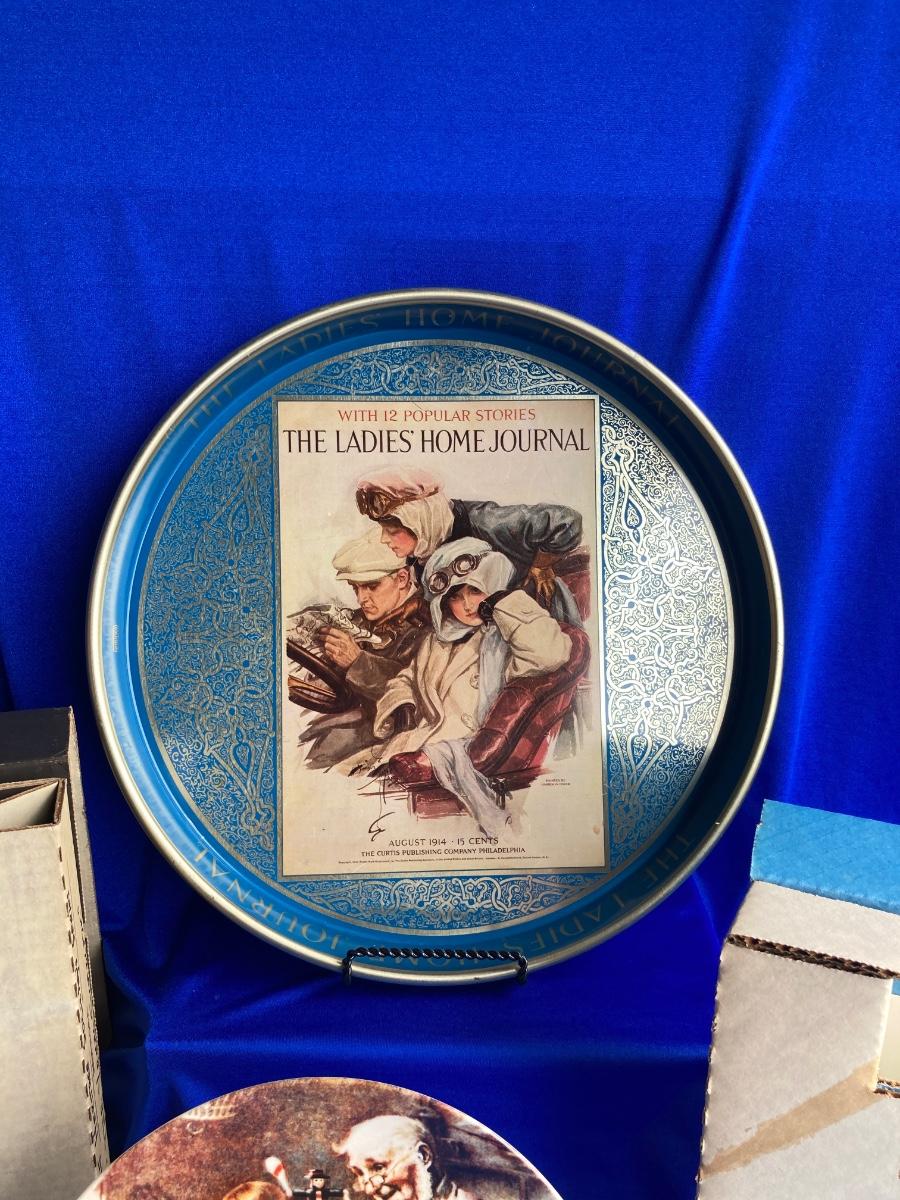 THE LADIES' HOME JOURNAL
WITH 12 POPULAR STORIES
THE LADIES' HOME JOURNAL
AUGUST 1914 · 15 CENTS
THE CURTIS PUBLISHING COMPANY PHILADELPHIA
THE LADIES' HOME JOURNAL